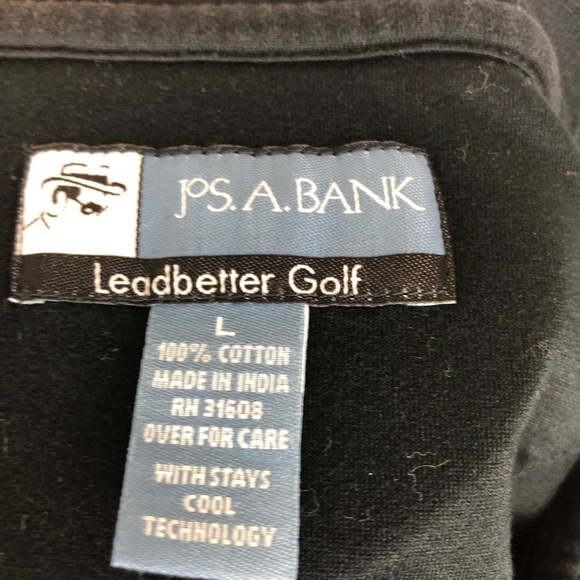 JOS. A. BANK
Leadbetter Golf
L
100% COTTON
MADE IN INDIA
RN 31608
OVER FOR CARE
WITH STAYS
COOL
TECHNOLOGY